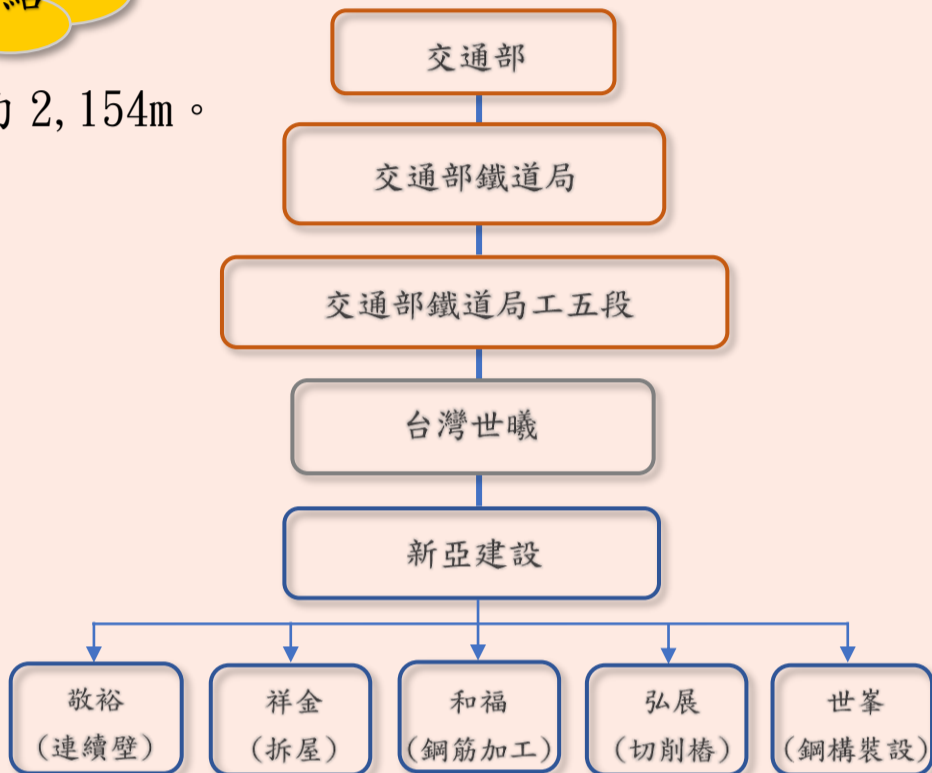 2,154m。
交通部
交通部鐵道局
交通部鐵道局工五段
台灣世曦
新亞建設
敬裕
(連續壁)
祥金
(拆屋)
和福
(鋼筋加工)
弘展
(切削樁)
世峯
(鋼構裝設)